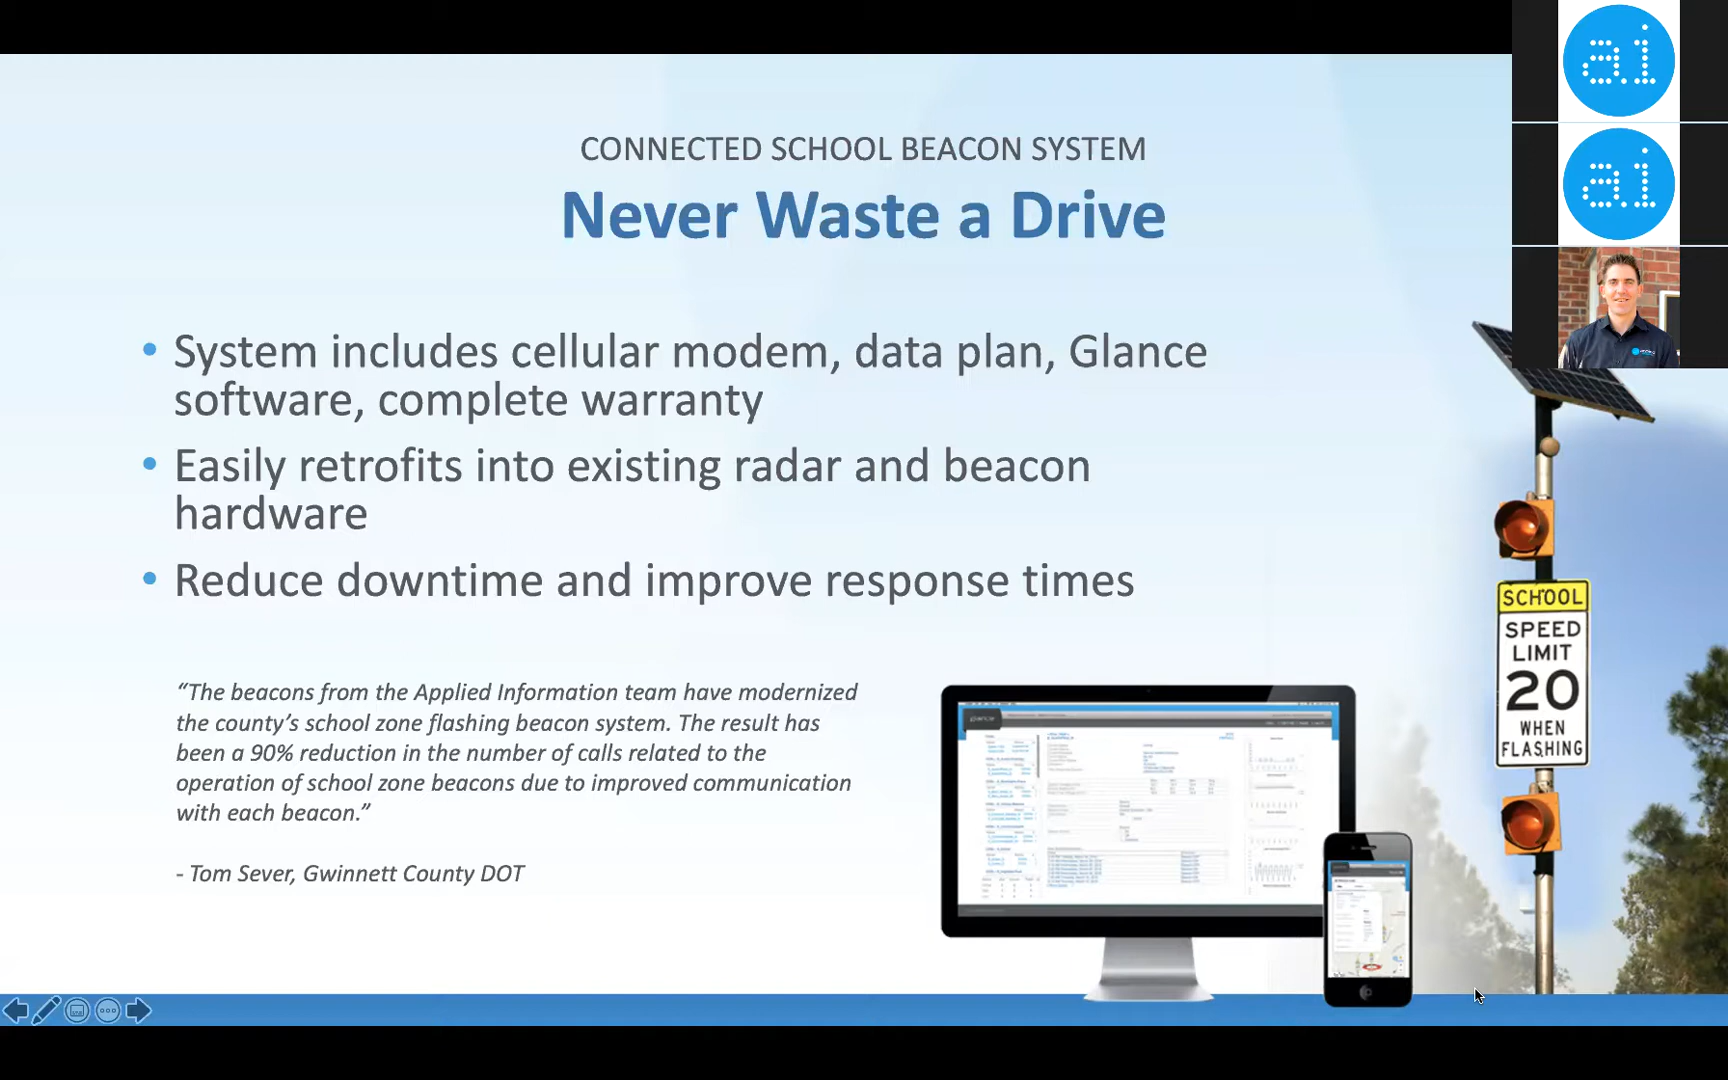 CONNECTED SCHOOL BEACON SYSTEM
Never Waste a Drive
• System includes cellular modem, data plan, Glance
software, complete warranty
• Easily retrofits into existing radar and beacon
hardware
• Reduce downtime and improve response times
“The beacons from the Applied Information team have modernized
the county’s school zone flashing beacon system. The result has
been a 90% reduction in the number of calls related to the
operation of school zone beacons due to improved communication
with each beacon.”
- Tom Sever, Gwinnett County DOT
ai
ai
SCHOOL
SPEED
LIMIT
20
WHEN
FLASHING
glance